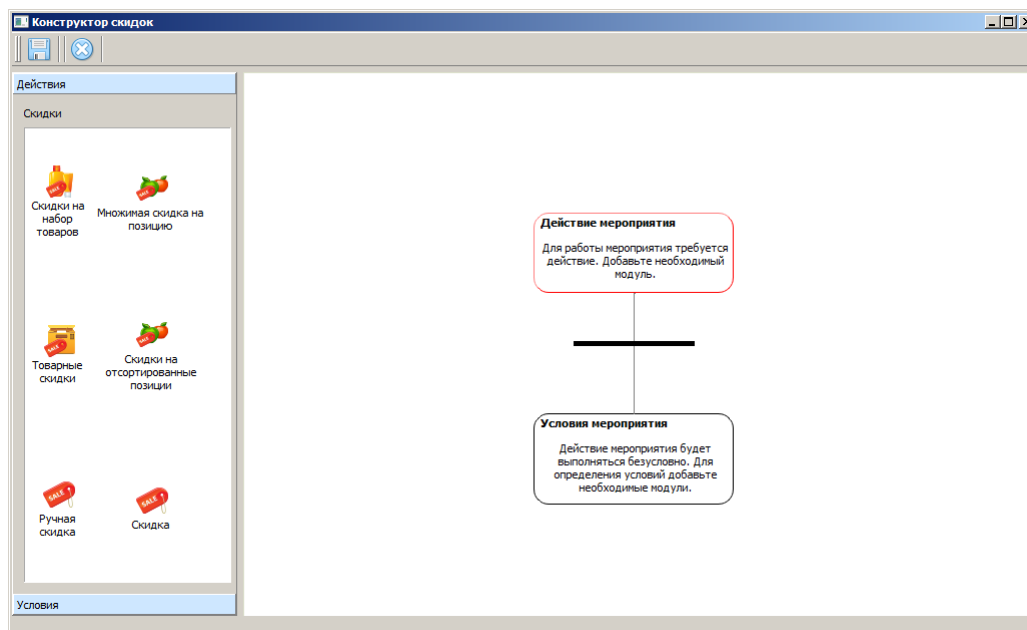 Конструктор скидок
Действия
Скидки
Скидки на
набор
товаров
Множимая скидка на
позицию
Товарные
скидки
Скидки на
отсортированные
позиции
Ручная
скидка
Скидка
Условия
Действие мероприятия
Для работы мероприятия требуется
действие. Добавьте необходимый
модуль.
Условия мероприятия
Действие мероприятия будет
выполняться безусловно. Для
определения условий добавьте
необходимые модули.